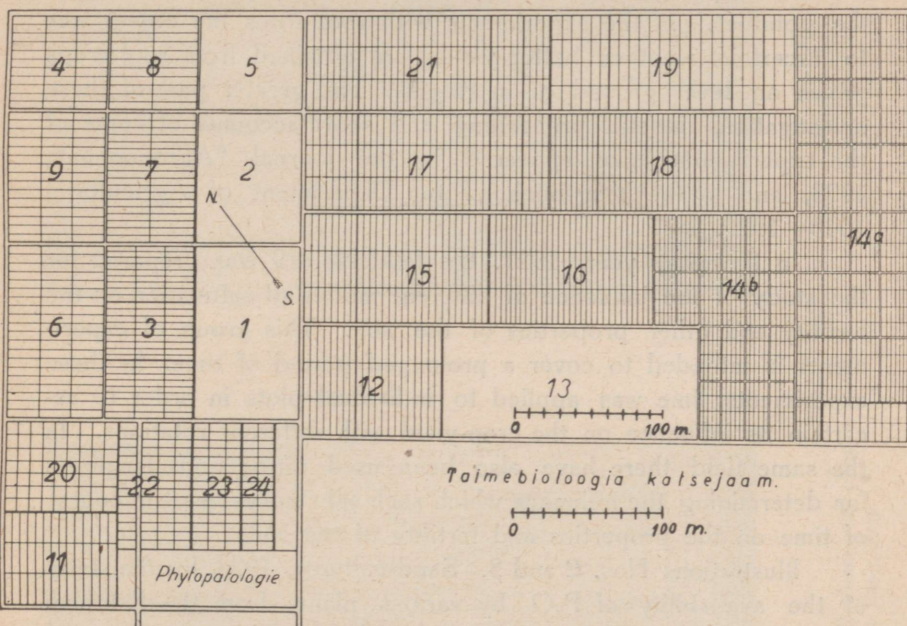 4 8 5 21 19
9 7 2 17 18
N.
S.
14a
15 16 14b
6 3 1
12 13
0 100 m.
20 22 23 24
Taimebioloogia katsejaam.
0 100 m.
11
Phytopatologie